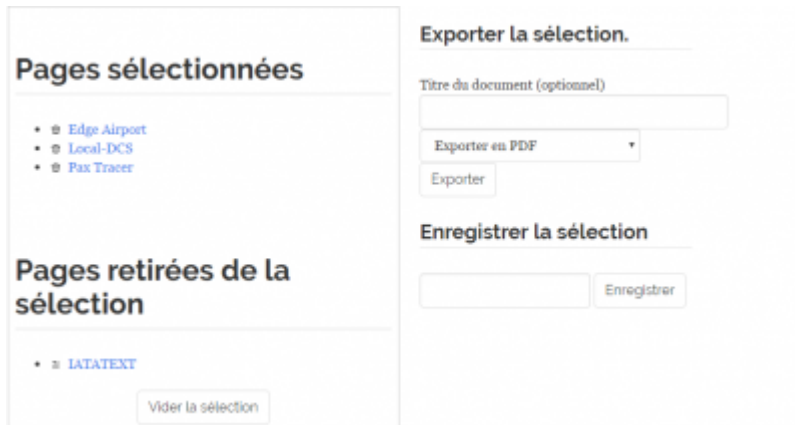 Pages sélectionnées
Edge Airport
Local-DCS
Pax Tracer
Pages retirées de la
sélection
IATATEXT
Vider la sélection
Exporter la sélection.
Titre du document (optionnel)
Exporter en PDF
Exporter
Enregistrer la sélection
Enregistrer